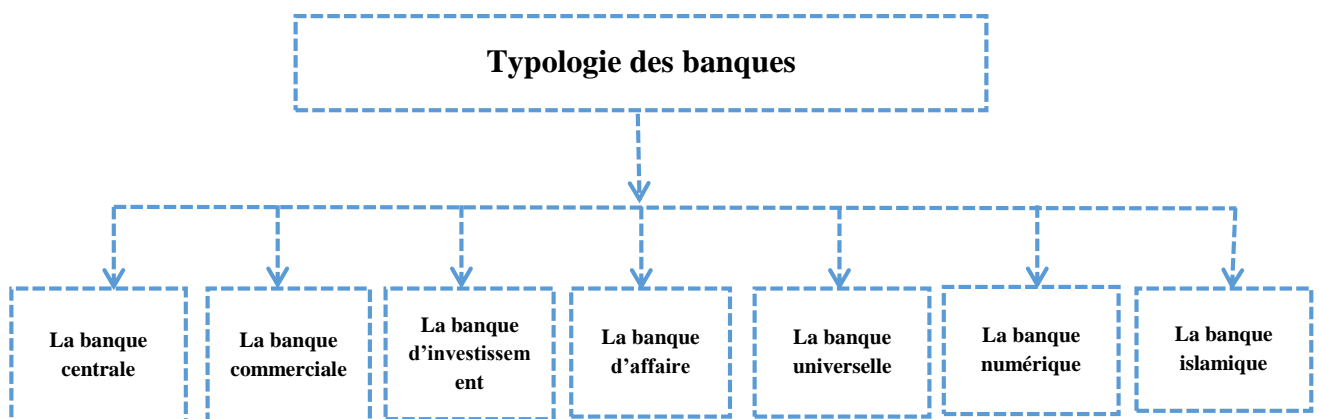 Typologie des banques
La banque
centrale
La banque
commerciale
La banque
d’investissem
ent
La banque
d’affaire
La banque
universelle
La banque
numérique
La banque
islamique